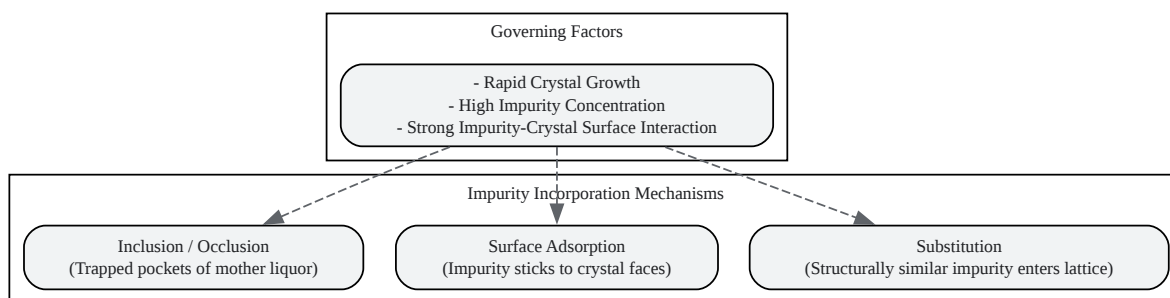 Governing Factors
- Rapid Crystal Growth
- High Impurity Concentration
- Strong Impurity-Crystal Surface Interaction
Impurity Incorporation Mechanisms
Inclusion / Occlusion
(Trapped pockets of mother liquor)
Surface Adsorption
(Impurity sticks to crystal faces)
Substitution
(Structurally similar impurity enters lattice)